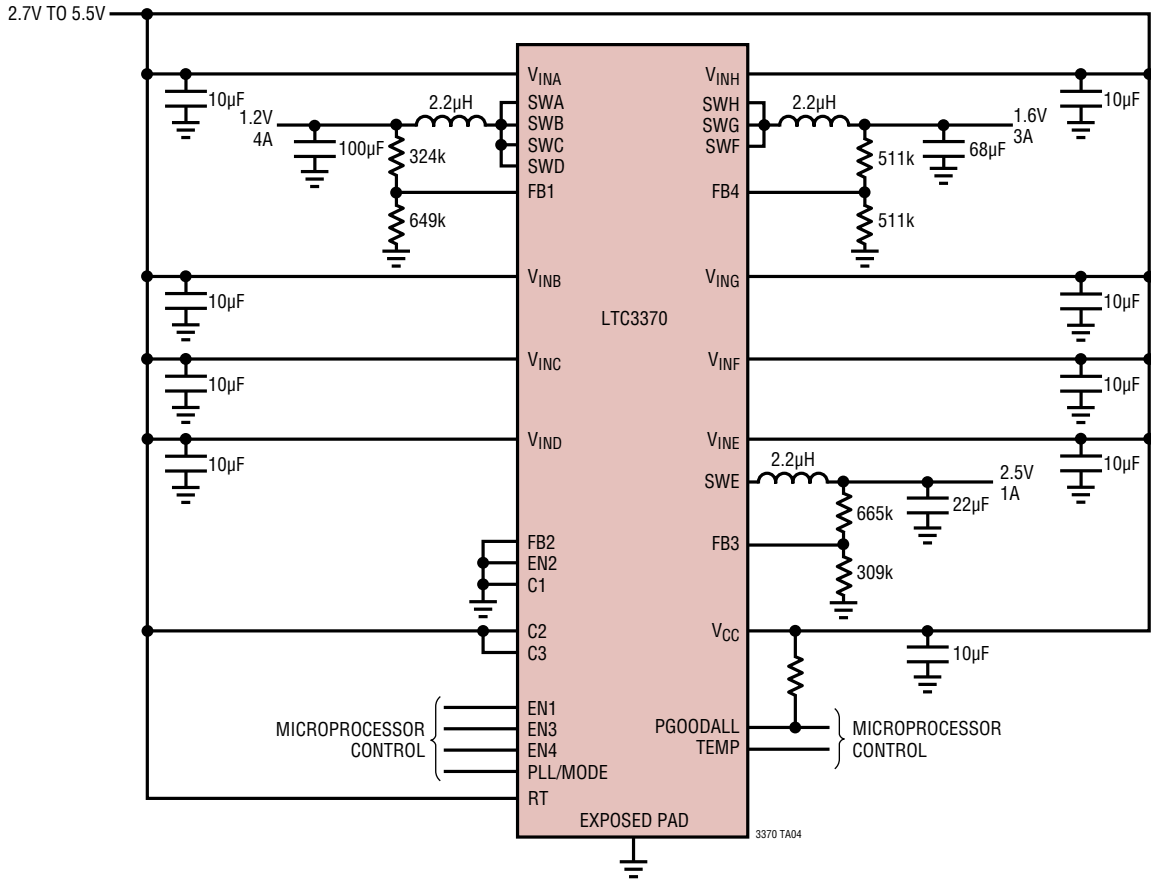 2.7V TO 5.5V
VINA
10µF
1.2V
4A
100µF
2.2µH
324k
649k
SWA
SWB
SWC
SWD
FB1
VINB
10µF
VINC
10µF
VIND
10µF
FB2
EN2
C1
C2
C3
MICROPROCESSOR
CONTROL
EN1
EN3
EN4
PLL/MODE
RT
LTC3370
EXPOSED PAD
VINH
10µF
SWH
SWG
SWF
2.2µH
1.6V
3A
68µF
511k
FB4
511k
VING
10µF
VINF
10µF
VINE
10µF
SWE
2.2µH
2.5V
1A
22µF
665k
FB3
309k
VCC
10µF
PGOODALL
TEMP
MICROPROCESSOR
CONTROL
3370 TA04